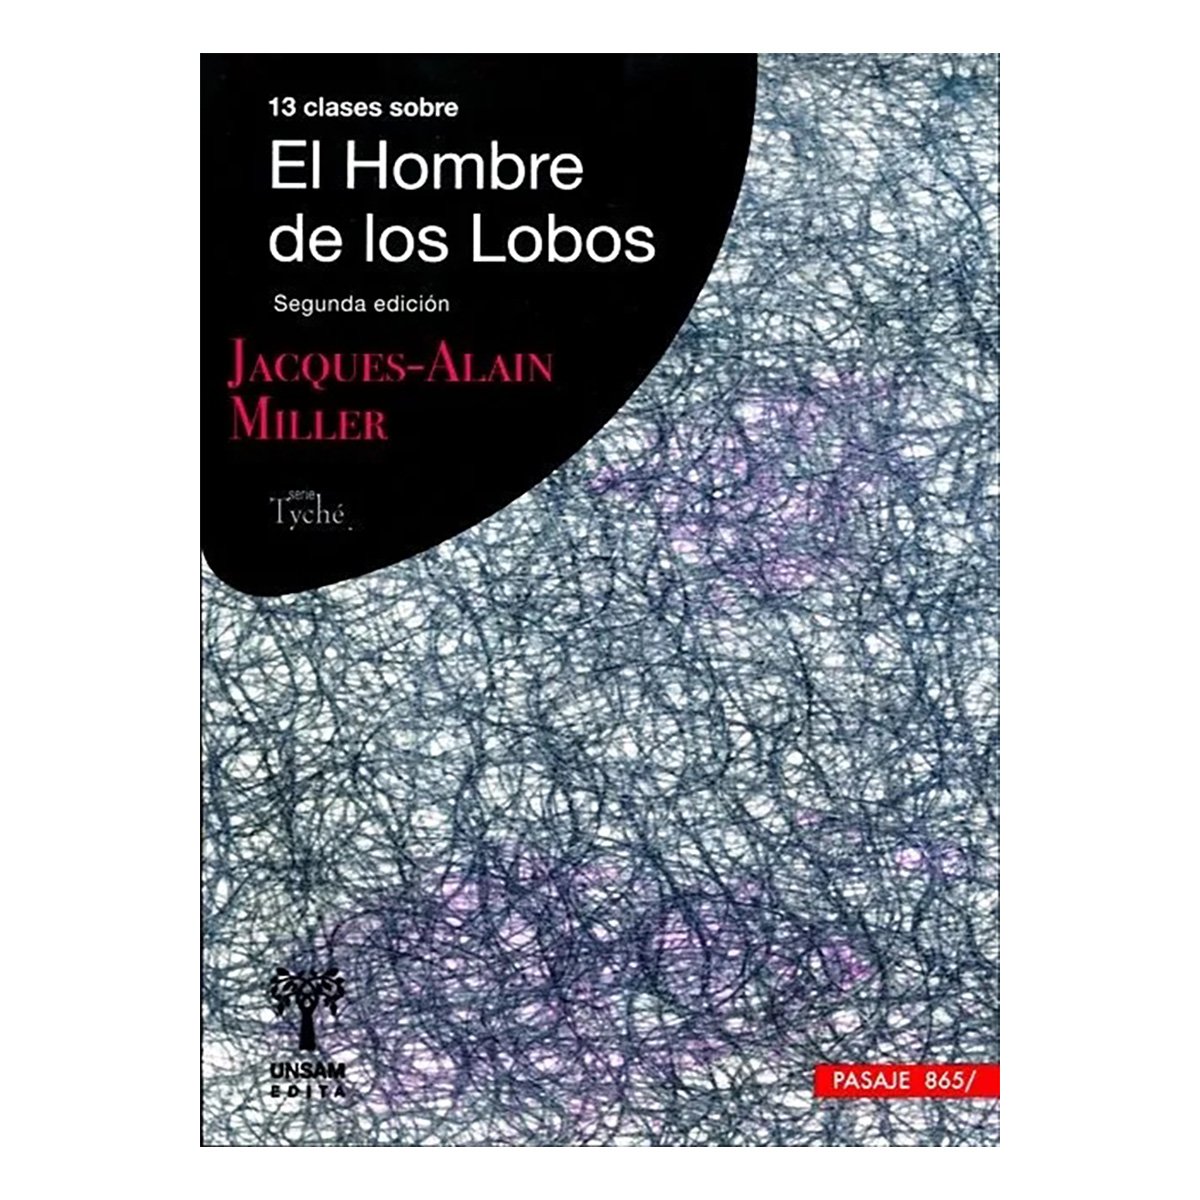 13 clases sobre
El Hombre
de los Lobos
Segunda edición
JACQUES-ALAIN
MILLER
serie
Tyché
UNSAM
EDITA
PASAJE 865/